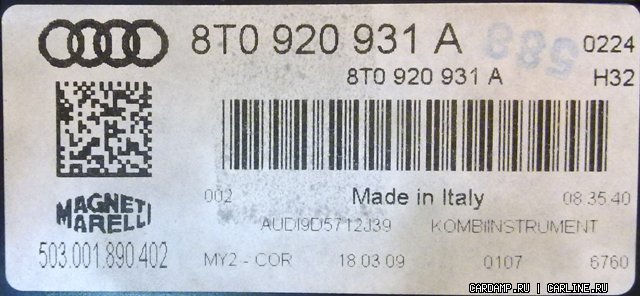 8T0 920 931 A 0224
8T0 920 931 A H32
002 Made in Italy 08.35.40
MAGNETI
MARELLI
AUDI9D5712J39 KOMBIINSTRUMENT
503.001.890.402
MY2 - COR 18 03 09 0107 6760
CARDAMP.RU | CARLINE.RU